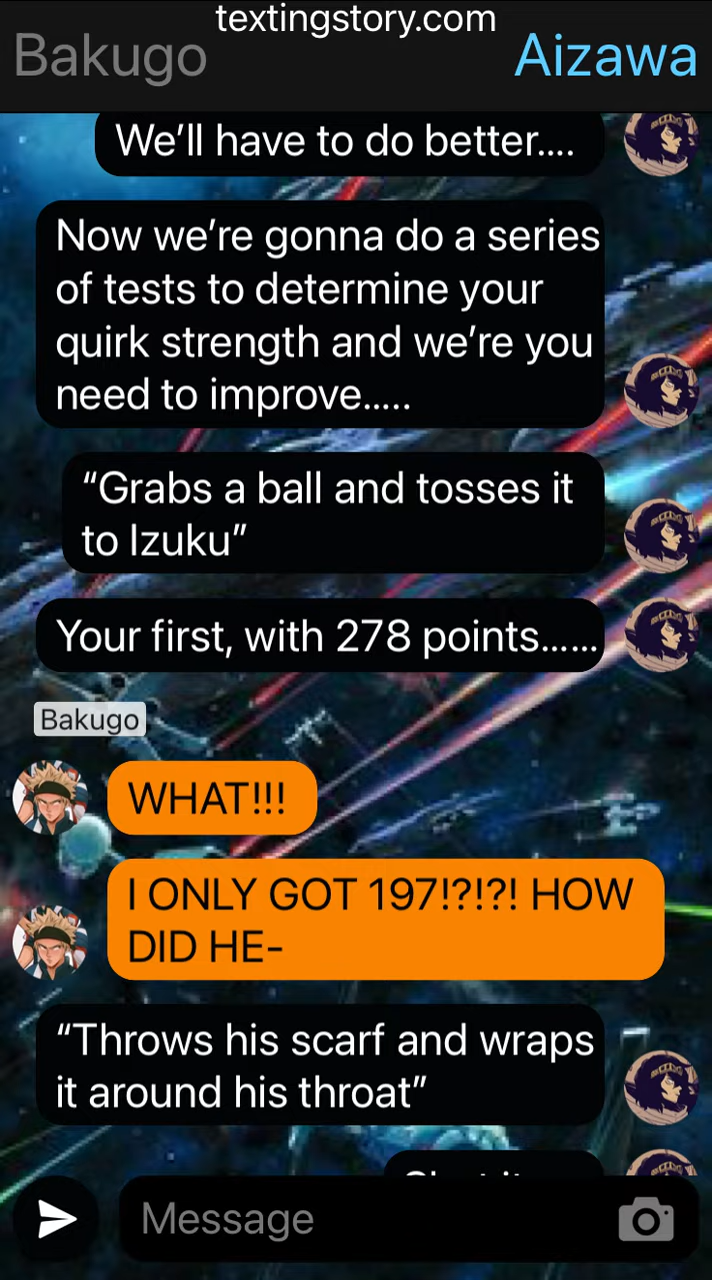 textingstory.com
Bakugo
Aizawa
We’ll have to do better....
Now we’re gonna do a series
of tests to determine your
quirk strength and we’re you
need to improve.....
“Grabs a ball and tosses it
to Izuku”
Your first, with 278 points......
Bakugo
WHAT!!!
I ONLY GOT 197!?!?! HOW
DID HE-
“Throws his scarf and wraps
it around his throat”
Message